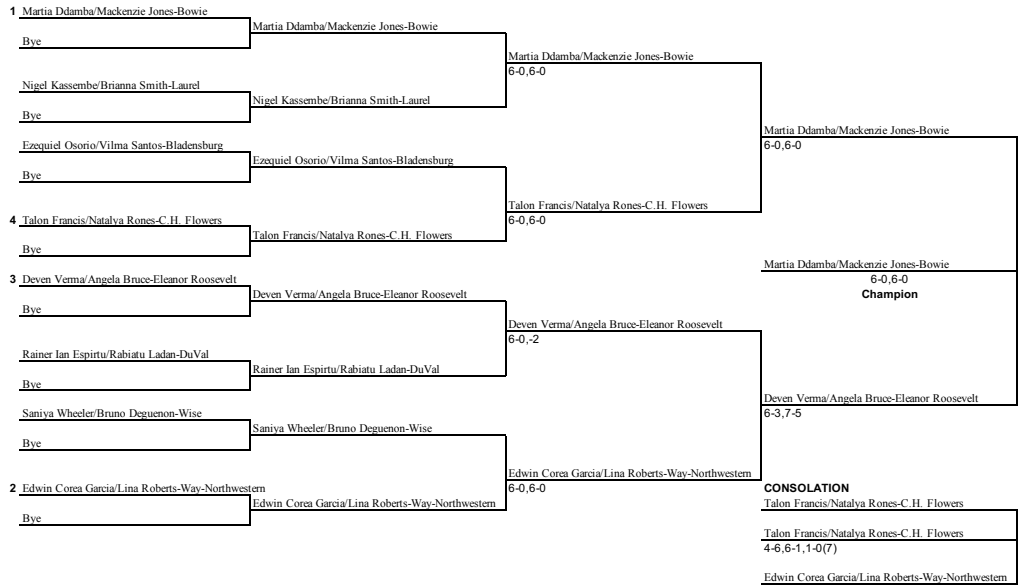 1 Martia Ddamba/Mackenzie Jones-Bowie
Martia Ddamba/Mackenzie Jones-Bowie
Bye
Martia Ddamba/Mackenzie Jones-Bowie
6-0,6-0
Nigel Kassembe/Brianna Smith-Laurel
Nigel Kassembe/Brianna Smith-Laurel
Bye
Martia Ddamba/Mackenzie Jones-Bowie
6-0,6-0
Ezequiel Osorio/Vilma Santos-Bladensburg
Ezequiel Osorio/Vilma Santos-Bladensburg
Bye
Talon Francis/Natalya Rones-C.H. Flowers
6-0,6-0
4 Talon Francis/Natalya Rones-C.H. Flowers
Talon Francis/Natalya Rones-C.H. Flowers
Bye
Martia Ddamba/Mackenzie Jones-Bowie
6-0,6-0
Champion
3 Deven Verma/Angela Bruce-Eleanor Roosevelt
Deven Verma/Angela Bruce-Eleanor Roosevelt
Bye
Deven Verma/Angela Bruce-Eleanor Roosevelt
6-0,-2
Rainer Ian Espirtu/Rabiatu Ladan-DuVal
Rainer Ian Espirtu/Rabiatu Ladan-DuVal
Bye
Deven Verma/Angela Bruce-Eleanor Roosevelt
6-3,7-5
Saniya Wheeler/Bruno Deguenon-Wise
Saniya Wheeler/Bruno Deguenon-Wise
Bye
Edwin Corea Garcia/Lina Roberts-Way-Northwestern
6-0,6-0
2 Edwin Corea Garcia/Lina Roberts-Way-Northwestern
Edwin Corea Garcia/Lina Roberts-Way-Northwestern
Bye
CONSOLATION
Talon Francis/Natalya Rones-C.H. Flowers
Talon Francis/Natalya Rones-C.H. Flowers
4-6,6-1,1-0(7)
Edwin Corea Garcia/Lina Roberts-Way-Northwestern